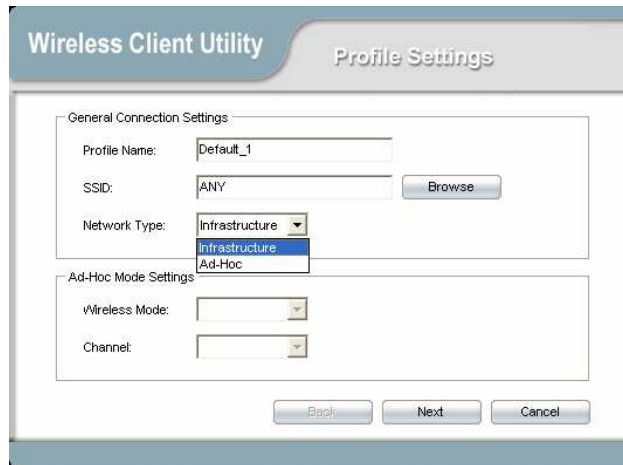 Wireless Client Utility
Profile Settings
General Connection Settings
Profile Name: Default_1
SSID: ANY Browse
Network Type: Infrastructure
Infrastructure
Ad-Hoc
Ad-Hoc Mode Settings
Wireless Mode:
Channel:
Back Next Cancel